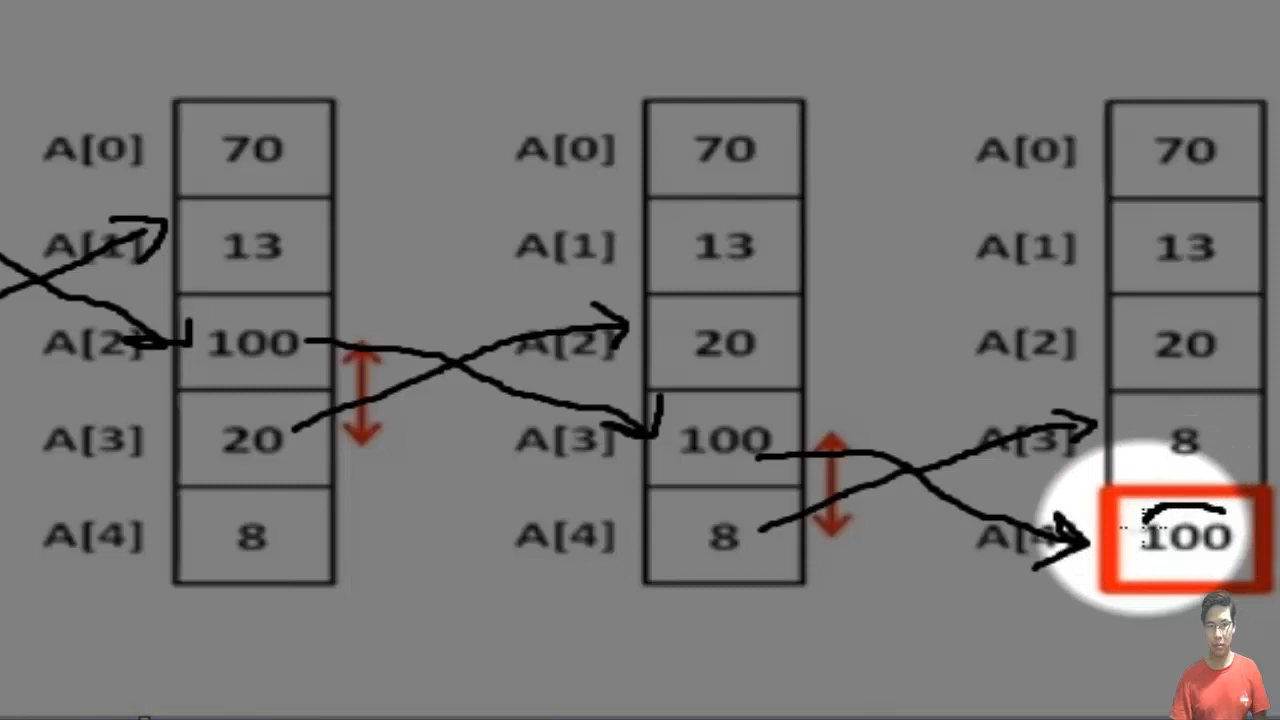 A[0] 70 A[0] 70 A[0] 70
A[1] 13 A[1] 13 A[1] 13
A[2] 100 A[2] 20 A[2] 20
A[3] 20 A[3] 100 A[3] 8
A[4] 8 A[4] 8 A[4] 100